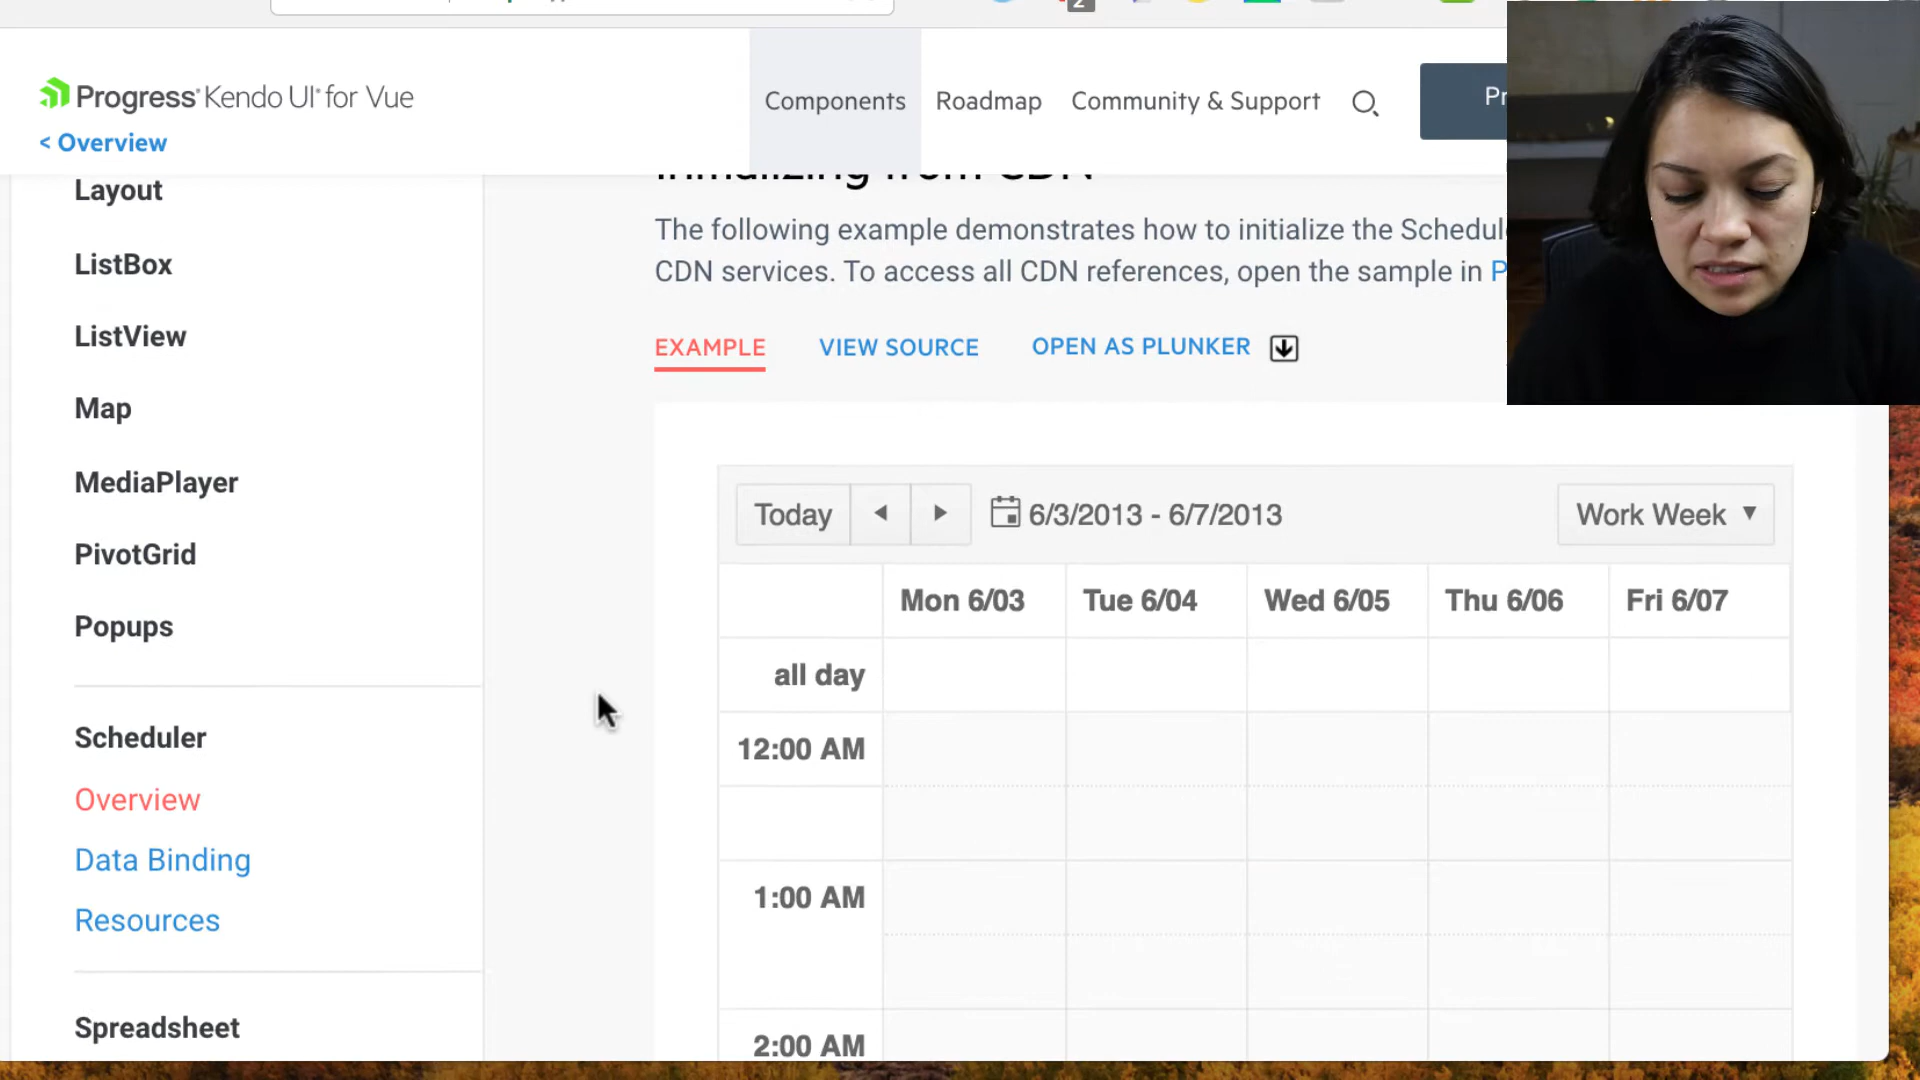 2
Progress Kendo UI for Vue
< Overview
Components
Roadmap
Community & Support
Layout
ListBox
ListView
Map
MediaPlayer
PivotGrid
Popups
Scheduler
Overview
Data Binding
Resources
Spreadsheet
Initializing from CDN
The following example demonstrates how to initialize the
CDN services. To access all CDN references, open the sample in
EXAMPLE
VIEW SOURCE
OPEN AS PLUNKER
Today
6/3/2013 - 6/7/2013
Work Week
Mon 6/03
Tue 6/04
Wed 6/05
Thu 6/06
Fri 6/07
all day
12:00 AM
1:00 AM
2:00 AM